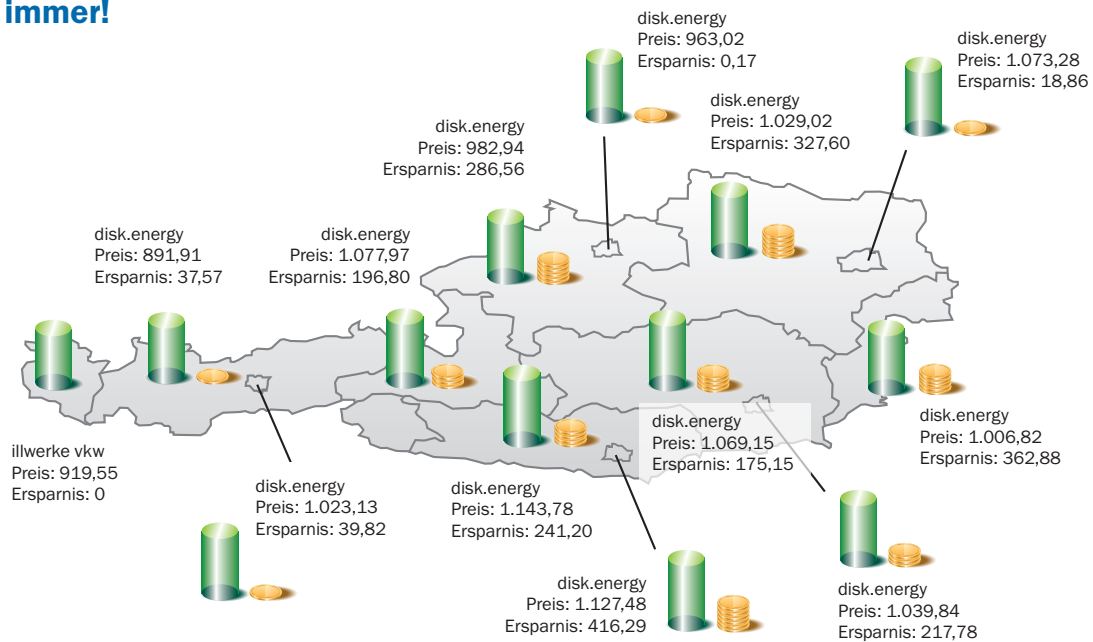 immer!
disk.energy
Preis: 963,02
Ersparnis: 0,17
disk.energy
Preis: 1.073,28
Ersparnis: 18,86
disk.energy
Preis: 1.029,02
Ersparnis: 327,60
disk.energy
Preis: 982,94
Ersparnis: 286,56
disk.energy
Preis: 891,91
Ersparnis: 37,57
disk.energy
Preis: 1.077,97
Ersparnis: 196,80
illwerke vkw
Preis: 919,55
Ersparnis: 0
disk.energy
Preis: 1.023,13
Ersparnis: 39,82
disk.energy
Preis: 1.143,78
Ersparnis: 241,20
disk.energy
Preis: 1.069,15
Ersparnis: 175,15
disk.energy
Preis: 1.006,82
Ersparnis: 362,88
disk.energy
Preis: 1.127,48
Ersparnis: 416,29
disk.energy
Preis: 1.039,84
Ersparnis: 217,78